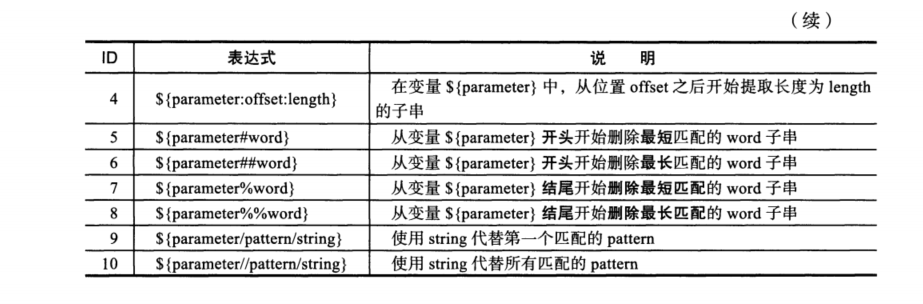 （续）
ID 表达式 说 明
4 ${parameter:offset:length} 在变量 ${parameter} 中，从位置 offset 之后开始提取长度为 length
的子串
5 ${parameter#word} 从变量 ${parameter} 开头开始删除最短匹配的 word 子串
6 ${parameter##word} 从变量 ${parameter} 开头开始删除最长匹配的 word 子串
7 ${parameter%word} 从变量 ${parameter} 结尾开始删除最短匹配的 word 子串
8 ${parameter%%word} 从变量 ${parameter} 结尾开始删除最长匹配的 word 子串
9 ${parameter/pattern/string} 使用 string 代替第一个匹配的 pattern
10 ${parameter//pattern/string} 使用 string 代替所有匹配的 pattern